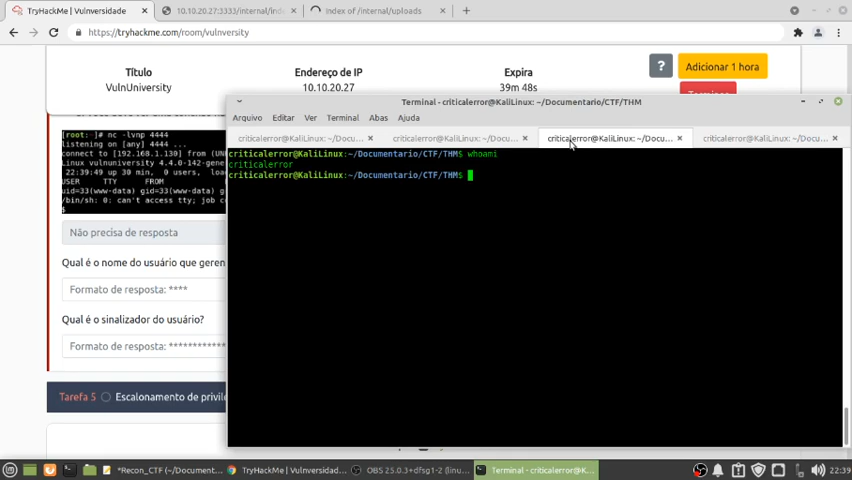 TryHackMe | Vulnversidade
10.10.20.27:3333/internal/ind
Index of /internal/uploads
https://tryhackme.com/room/vulnversity
Título
Endereço de IP
Expira
VulnUniversity
10.10.20.27
39m 48s
?
Adicionar 1 hora
Terminal - criticalerror@KaliLinux: ~/Documentario/CTF/THM
Arquivo Editar Ver Terminal Abas Ajuda
criticalerror@KaliLinux: ~/Docu...
criticalerror@KaliLinux: ~/Docu...
criticalerror@KaliLinux: ~/Docu...
criticalerror@KaliLinux: ~/Docu...
criticalerror@KaliLinux:~/Documentario/CTF/THM$ whoami
criticalerror
criticalerror@KaliLinux:~/Documentario/CTF/THM$
[root:~]# nc -lvnp 4444
listening on [any] 4444 ...
connect to [192.168.1.130] from (UN
Linux vulnuniversity 4.4.0-142-gene
22:39:49 up 30 min, 0 users, load
USER TTY FROM
uid=33(www-data) gid=33(www-data) g
/bin/sh: 0: can't access tty; job c
$
Não precisa de resposta
Qual é o nome do usuário que geren
Formato de resposta: ****
Qual é o sinalizador do usuário?
Formato de resposta: ***********
Tarefa 5 Escalonamento de privile
*Recon_CTF (~/Document...
TryHackMe | Vulnversidad...
OBS 25.0.3+dfsg1-2 (linu...
Terminal - criticalerror@K...
22:39